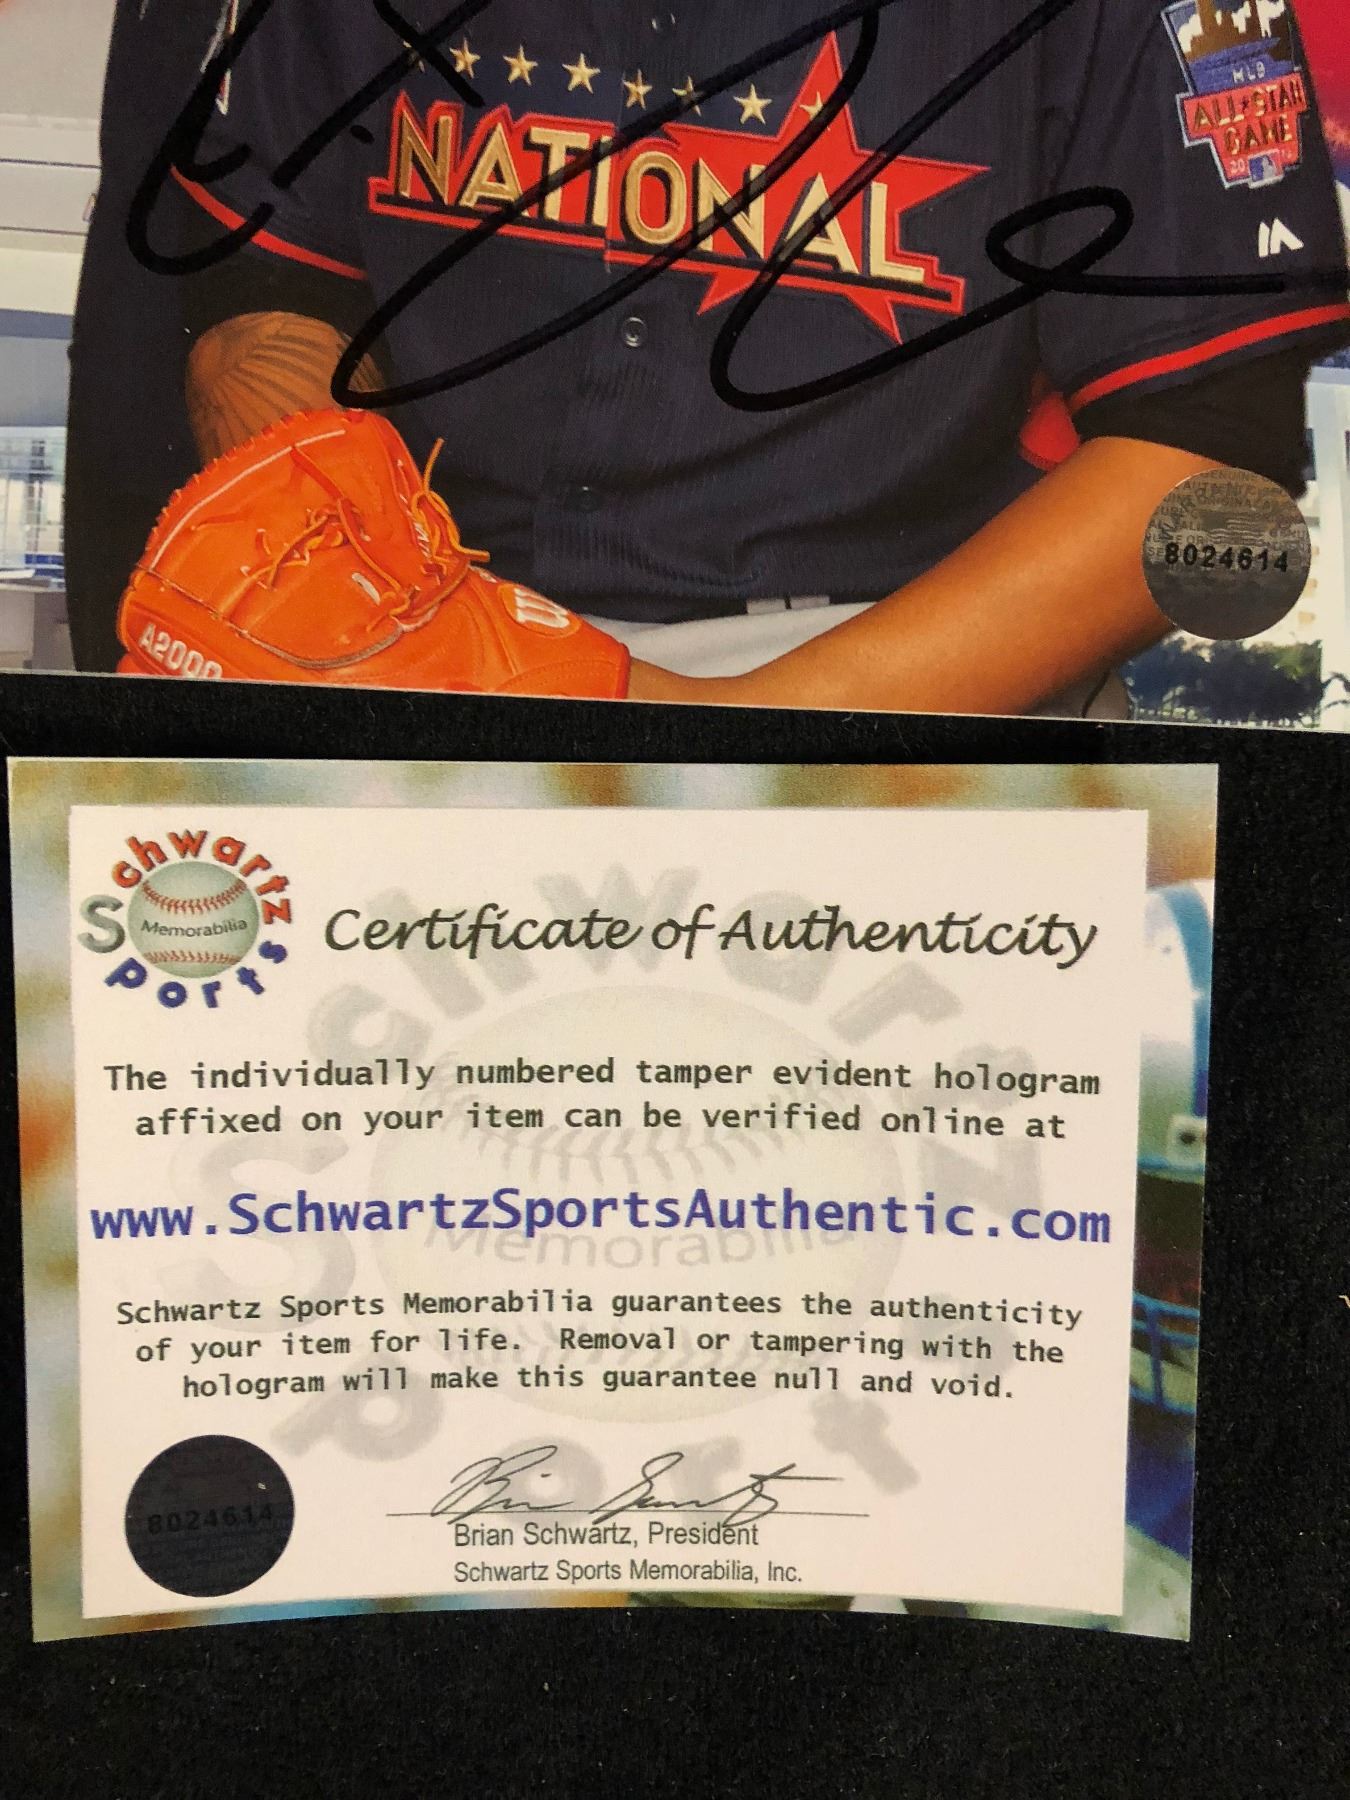 NATIONAL
MLB
ALL★STAR
GAME
A2000
8024614
Schwartz
Sports
Memorabilia
Certificate of Authenticity
The individually numbered tamper evident hologram
affixed on your item can be verified online at
www.SchwartzSportsAuthentic.com
Schwartz Sports Memorabilia guarantees the authenticity
of your item for life. Removal or tampering with the
hologram will make this guarantee null and void.
8024614
Brian Schwartz, President
Schwartz Sports Memorabilia, Inc.